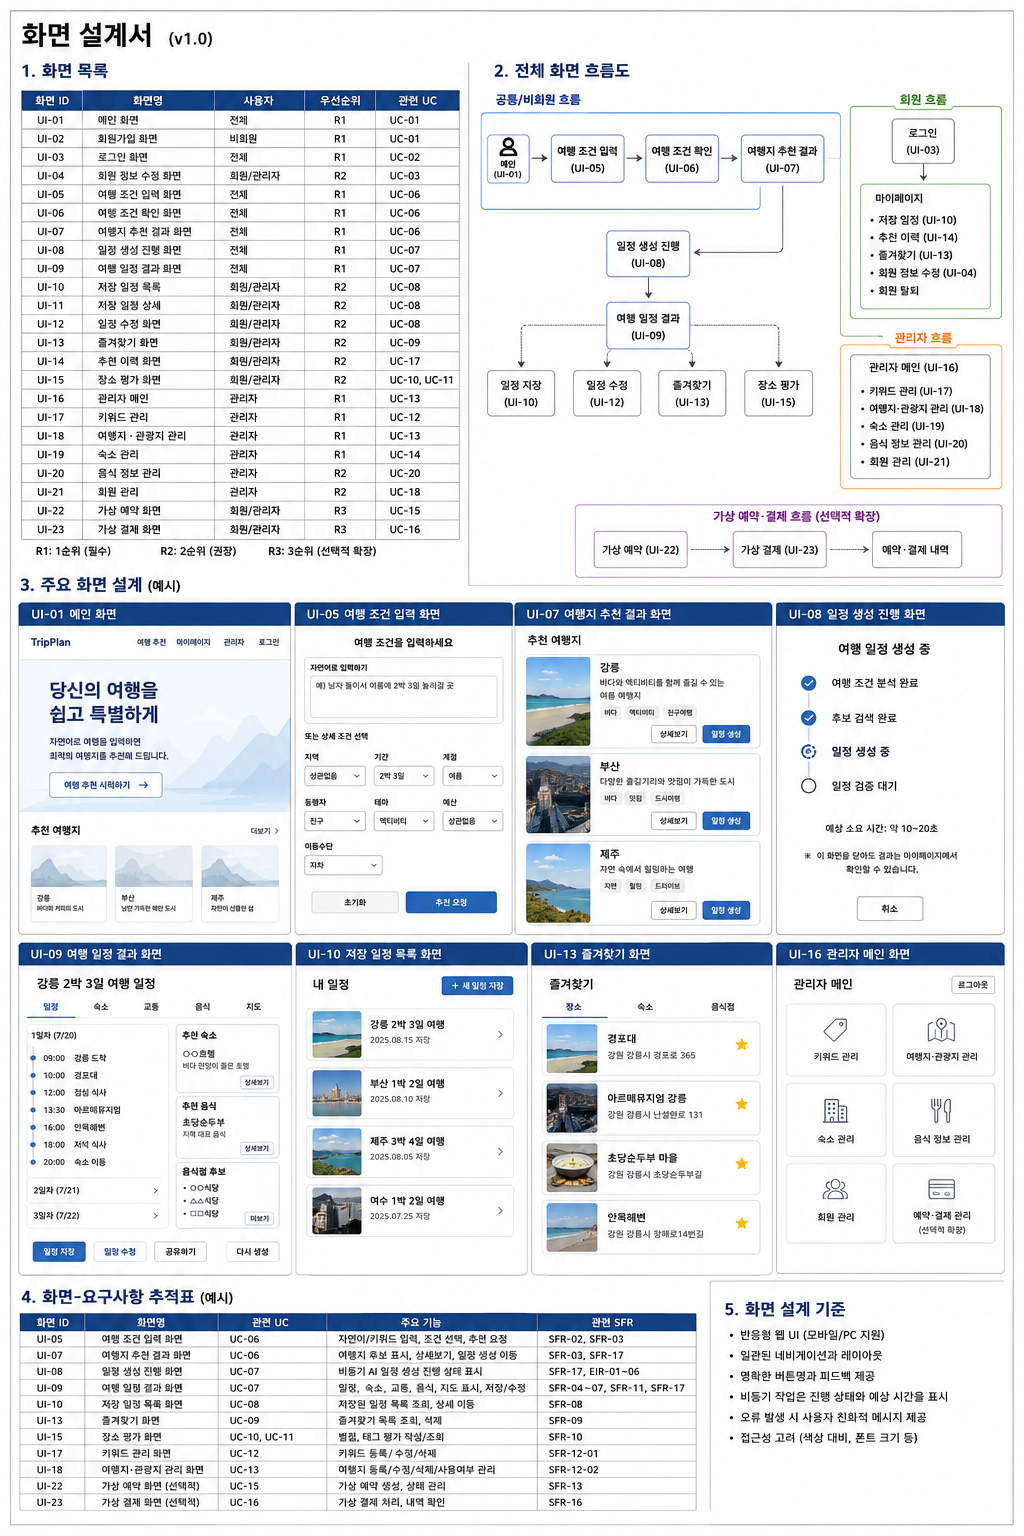 화면 설계서 (v1.0)
1. 화면 목록
화면 ID 화면명 사용자 우선순위 관련 UC
UI-01 메인 화면 전체 R1 UC-01
UI-02 회원가입 화면 비회원 R1 UC-01
UI-03 로그인 화면 전체 R1 UC-02
UI-04 회원 정보 수정 화면 회원/관리자 R2 UC-03
UI-05 여행 조건 입력 화면 전체 R1 UC-06
UI-06 여행 조건 확인 화면 전체 R1 UC-06
UI-07 여행지 추천 결과 화면 전체 R1 UC-06
UI-08 일정 생성 진행 화면 전체 R1 UC-07
UI-09 여행 일정 결과 화면 전체 R1 UC-07
UI-10 저장 일정 목록 회원/관리자 R2 UC-08
UI-11 저장 일정 상세 회원/관리자 R2 UC-08
UI-12 일정 수정 화면 회원/관리자 R2 UC-08
UI-13 즐겨찾기 화면 회원/관리자 R2 UC-09
UI-14 추천 이력 화면 회원/관리자 R2 UC-17
UI-15 장소 평가 화면 회원/관리자 R2 UC-10, UC-11
UI-16 관리자 메인 관리자 R1 UC-13
UI-17 키워드 관리 관리자 R1 UC-12
UI-18 여행지 · 관광지 관리 관리자 R1 UC-13
UI-19 숙소 관리 관리자 R1 UC-14
UI-20 음식 정보 관리 관리자 R2 UC-20
UI-21 회원 관리 관리자 R2 UC-18
UI-22 가상 예약 화면 회원/관리자 R3 UC-15
UI-23 가상 결제 화면 회원/관리자 R3 UC-16
R1: 1순위 (필수) R2: 2순위 (권장) R3: 3순위 (선택적 확장)
2. 전체 화면 흐름도
공통/비회원 흐름
메인
(UI-01)
여행 조건 입력
(UI-05)
여행 조건 확인
(UI-06)
여행지 추천 결과
(UI-07)
일정 생성 진행
(UI-08)
여행 일정 결과
(UI-09)
일정 저장
(UI-10)
일정 수정
(UI-12)
즐겨찾기
(UI-13)
장소 평가
(UI-15)
회원 흐름
로그인
(UI-03)
마이페이지
• 저장 일정 (UI-10)
• 추천 이력 (UI-14)
• 즐겨찾기 (UI-13)
• 회원 정보 수정 (UI-04)
• 회원 탈퇴
관리자 흐름
관리자 메인 (UI-16)
• 키워드 관리 (UI-17)
• 여행지·관광지 관리 (UI-18)
• 숙소 관리 (UI-19)
• 음식 정보 관리 (UI-20)
• 회원 관리 (UI-21)
가상 예약·결제 흐름 (선택적 확장)
가상 예약 (UI-22)
가상 결제 (UI-23)
예약·결제 내역
3. 주요 화면 설계 (예시)
UI-01 메인 화면
TripPlan 여행 추천 마이페이지 관리자 로그인
당신의 여행을
쉽고 특별하게
자연어로 여행을 입력하면
최적의 여행지를 추천해 드립니다.
여행 추천 시작하기 →
추천 여행지 더보기 >
강릉
바다와 커피의 도시
부산
낭만 가득한 해안 도시
제주
자연이 선물한 섬
UI-05 여행 조건 입력 화면
여행 조건을 입력하세요
자연어로 입력하기
예) 남자 둘이서 여름에 2박 3일 놀러갈 곳
또는 상세 조건 선택
지역 기간 계절
상관없음 2박 3일 여름
동행자 테마 예산
친구 액티비티 상관없음
이동수단
자차
초기화 추천 요청
UI-07 여행지 추천 결과 화면
추천 여행지
강릉
바다와 액티비티를 함께 즐길 수 있는
여름 여행지
바다 액티비티 친구여행
상세보기 일정 생성
부산
다양한 즐길거리와 맛집이 가득한 도시
바다 맛집 도시여행
상세보기 일정 생성
제주
자연 속에서 힐링하는 여행
자연 힐링 드라이브
상세보기 일정 생성
UI-08 일정 생성 진행 화면
여행 일정 생성 중
여행 조건 분석 완료
후보 검색 완료
일정 생성 중
일정 검증 대기
예상 소요 시간: 약 10~20초
※ 이 화면을 닫아도 결과는 마이페이지에서
확인할 수 있습니다.
취소
UI-09 여행 일정 결과 화면
강릉 2박 3일 여행 일정
일정 숙소 교통 음식 지도
1일차 (7/20)
09:00 강릉 도착
10:00 경포대
12:00 점심 식사
13:30 아르떼뮤지엄
16:00 안목해변
18:00 저녁 식사
20:00 숙소 이동
2일차 (7/21) >
3일차 (7/22) >
추천 숙소
○○호텔
바다 전망이 좋은 호텔
상세보기
추천 음식
초당순두부
지역 대표 음식
상세보기
음식점 후보
• ○○식당
• △△식당
• □□식당
더보기
일정 저장 일정 수정 공유하기 다시 생성
UI-10 저장 일정 목록 화면
내 일정 + 새 일정 저장
강릉 2박 3일 여행
2025.08.15 저장
부산 1박 2일 여행
2025.08.10 저장
제주 3박 4일 여행
2025.08.05 저장
여수 1박 2일 여행
2025.07.25 저장
UI-13 즐겨찾기 화면
즐겨찾기
장소 숙소 음식점
경포대
강원 강릉시 경포로 365
아르떼뮤지엄 강릉
강원 강릉시 난설헌로 131
초당순두부 마을
강원 강릉시 초당순두부길
안목해변
강원 강릉시 창해로14번길
UI-16 관리자 메인 화면
관리자 메인 로그아웃
키워드 관리
여행지·관광지 관리
숙소 관리
음식 정보 관리
회원 관리
예약·결제 관리
(선택적 확장)
4. 화면-요구사항 추적표 (예시)
화면 ID 화면명 관련 UC 주요 기능 관련 SFR
UI-05 여행 조건 입력 화면 UC-06 자연어/키워드 입력, 조건 선택, 추천 요청 SFR-02, SFR-03
UI-07 여행지 추천 결과 화면 UC-06 여행지 후보 표시, 상세보기, 일정 생성 이동 SFR-03, SFR-17
UI-08 일정 생성 진행 화면 UC-07 비동기 AI 일정 생성 진행 상태 표시 SFR-17, EIR-01~06
UI-09 여행 일정 결과 화면 UC-07 일정, 숙소, 교통, 음식, 지도 표시, 저장/수정 SFR-04~07, SFR-11, SFR-17
UI-10 저장 일정 목록 화면 UC-08 저장된 일정 목록 조회, 상세 이동 SFR-08
UI-13 즐겨찾기 화면 UC-09 즐겨찾기 목록 조회, 삭제 SFR-09
UI-15 장소 평가 화면 UC-10, UC-11 별점, 태그 평가 작성/조회 SFR-10
UI-17 키워드 관리 화면 UC-12 키워드 등록/수정/삭제 SFR-12-01
UI-18 여행지·관광지 관리 화면 UC-13 여행지 등록/수정/삭제/사용여부 관리 SFR-12-02
UI-22 가상 예약 화면 (선택적) UC-15 가상 예약 생성, 상태 관리 SFR-13
UI-23 가상 결제 화면 (선택적) UC-16 가상 결제 처리, 내역 확인 SFR-16
5. 화면 설계 기준
• 반응형 웹 UI (모바일/PC 지원)
• 일관된 네비게이션과 레이아웃
• 명확한 버튼명과 피드백 제공
• 비동기 작업은 진행 상태와 예상 시간을 표시
• 오류 발생 시 사용자 친화적 메시지 제공
• 접근성 고려 (색상 대비, 폰트 크기 등)